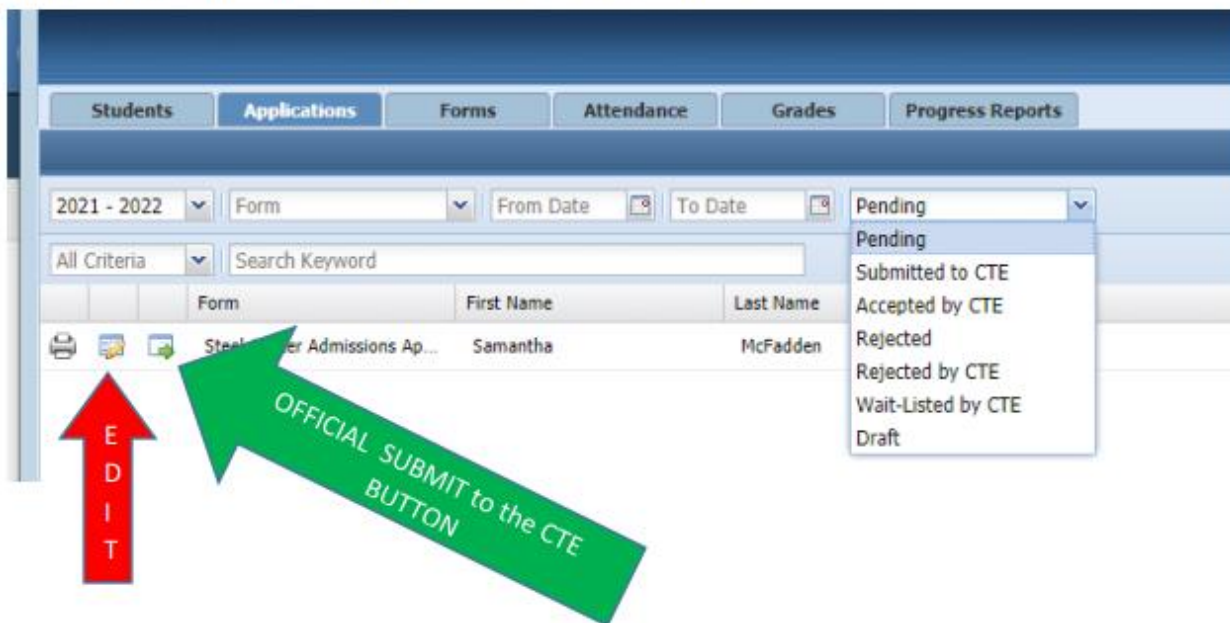 Students Applications Forms Attendance Grades Progress Reports
2021 - 2022 Form From Date To Date Pending
Pending
All Criteria Search Keyword
Submitted to CTE
Form First Name Last Name
Accepted by CTE
Admissions Ap... Samantha McFadden
Rejected
Rejected by CTE
Wait-Listed by CTE
Draft
EDIT
OFFICIAL SUBMIT to the CTE
BUTTON